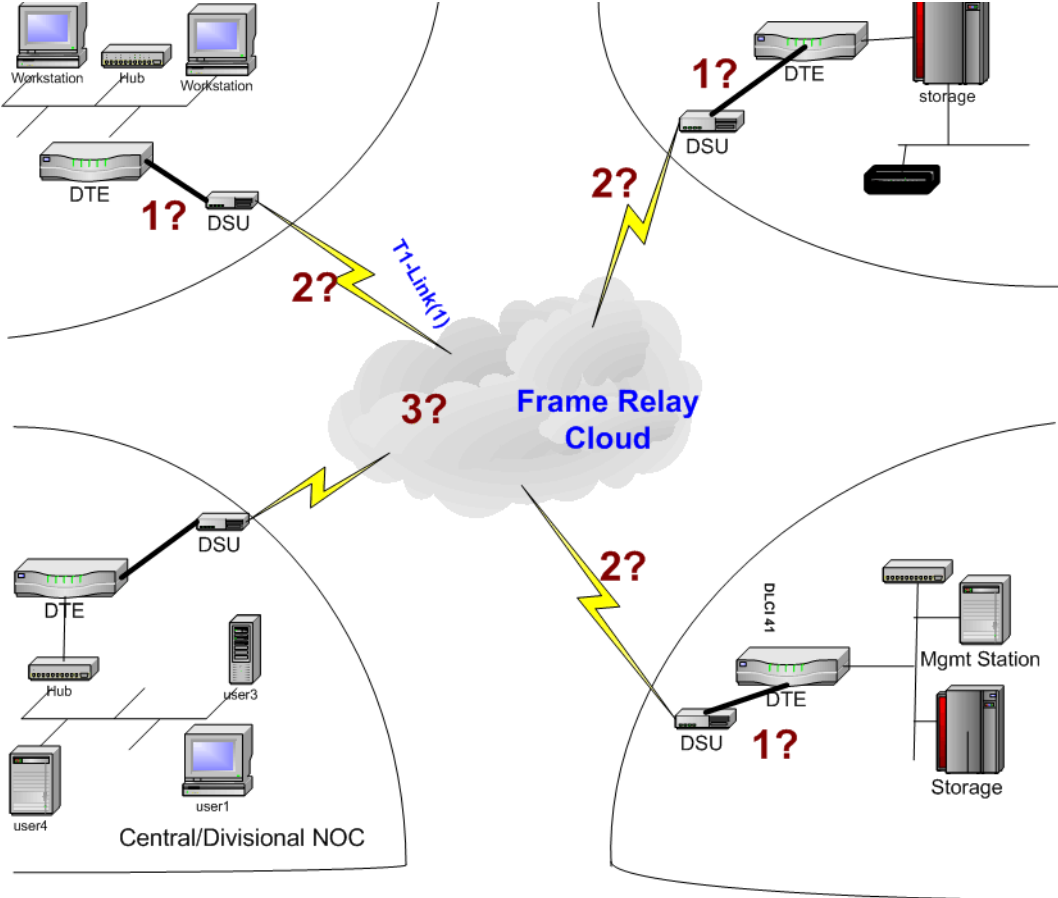 Workstation
Hub
Workstation
DTE
1?
DSU
2?
T1-Link(1)
DTE
1?
storage
DSU
2?
3?
Frame Relay
Cloud
DSU
DTE
Hub
user3
user4
user1
Central/Divisional NOC
2?
DLCI 41
Mgmt Station
DTE
DSU
1?
Storage